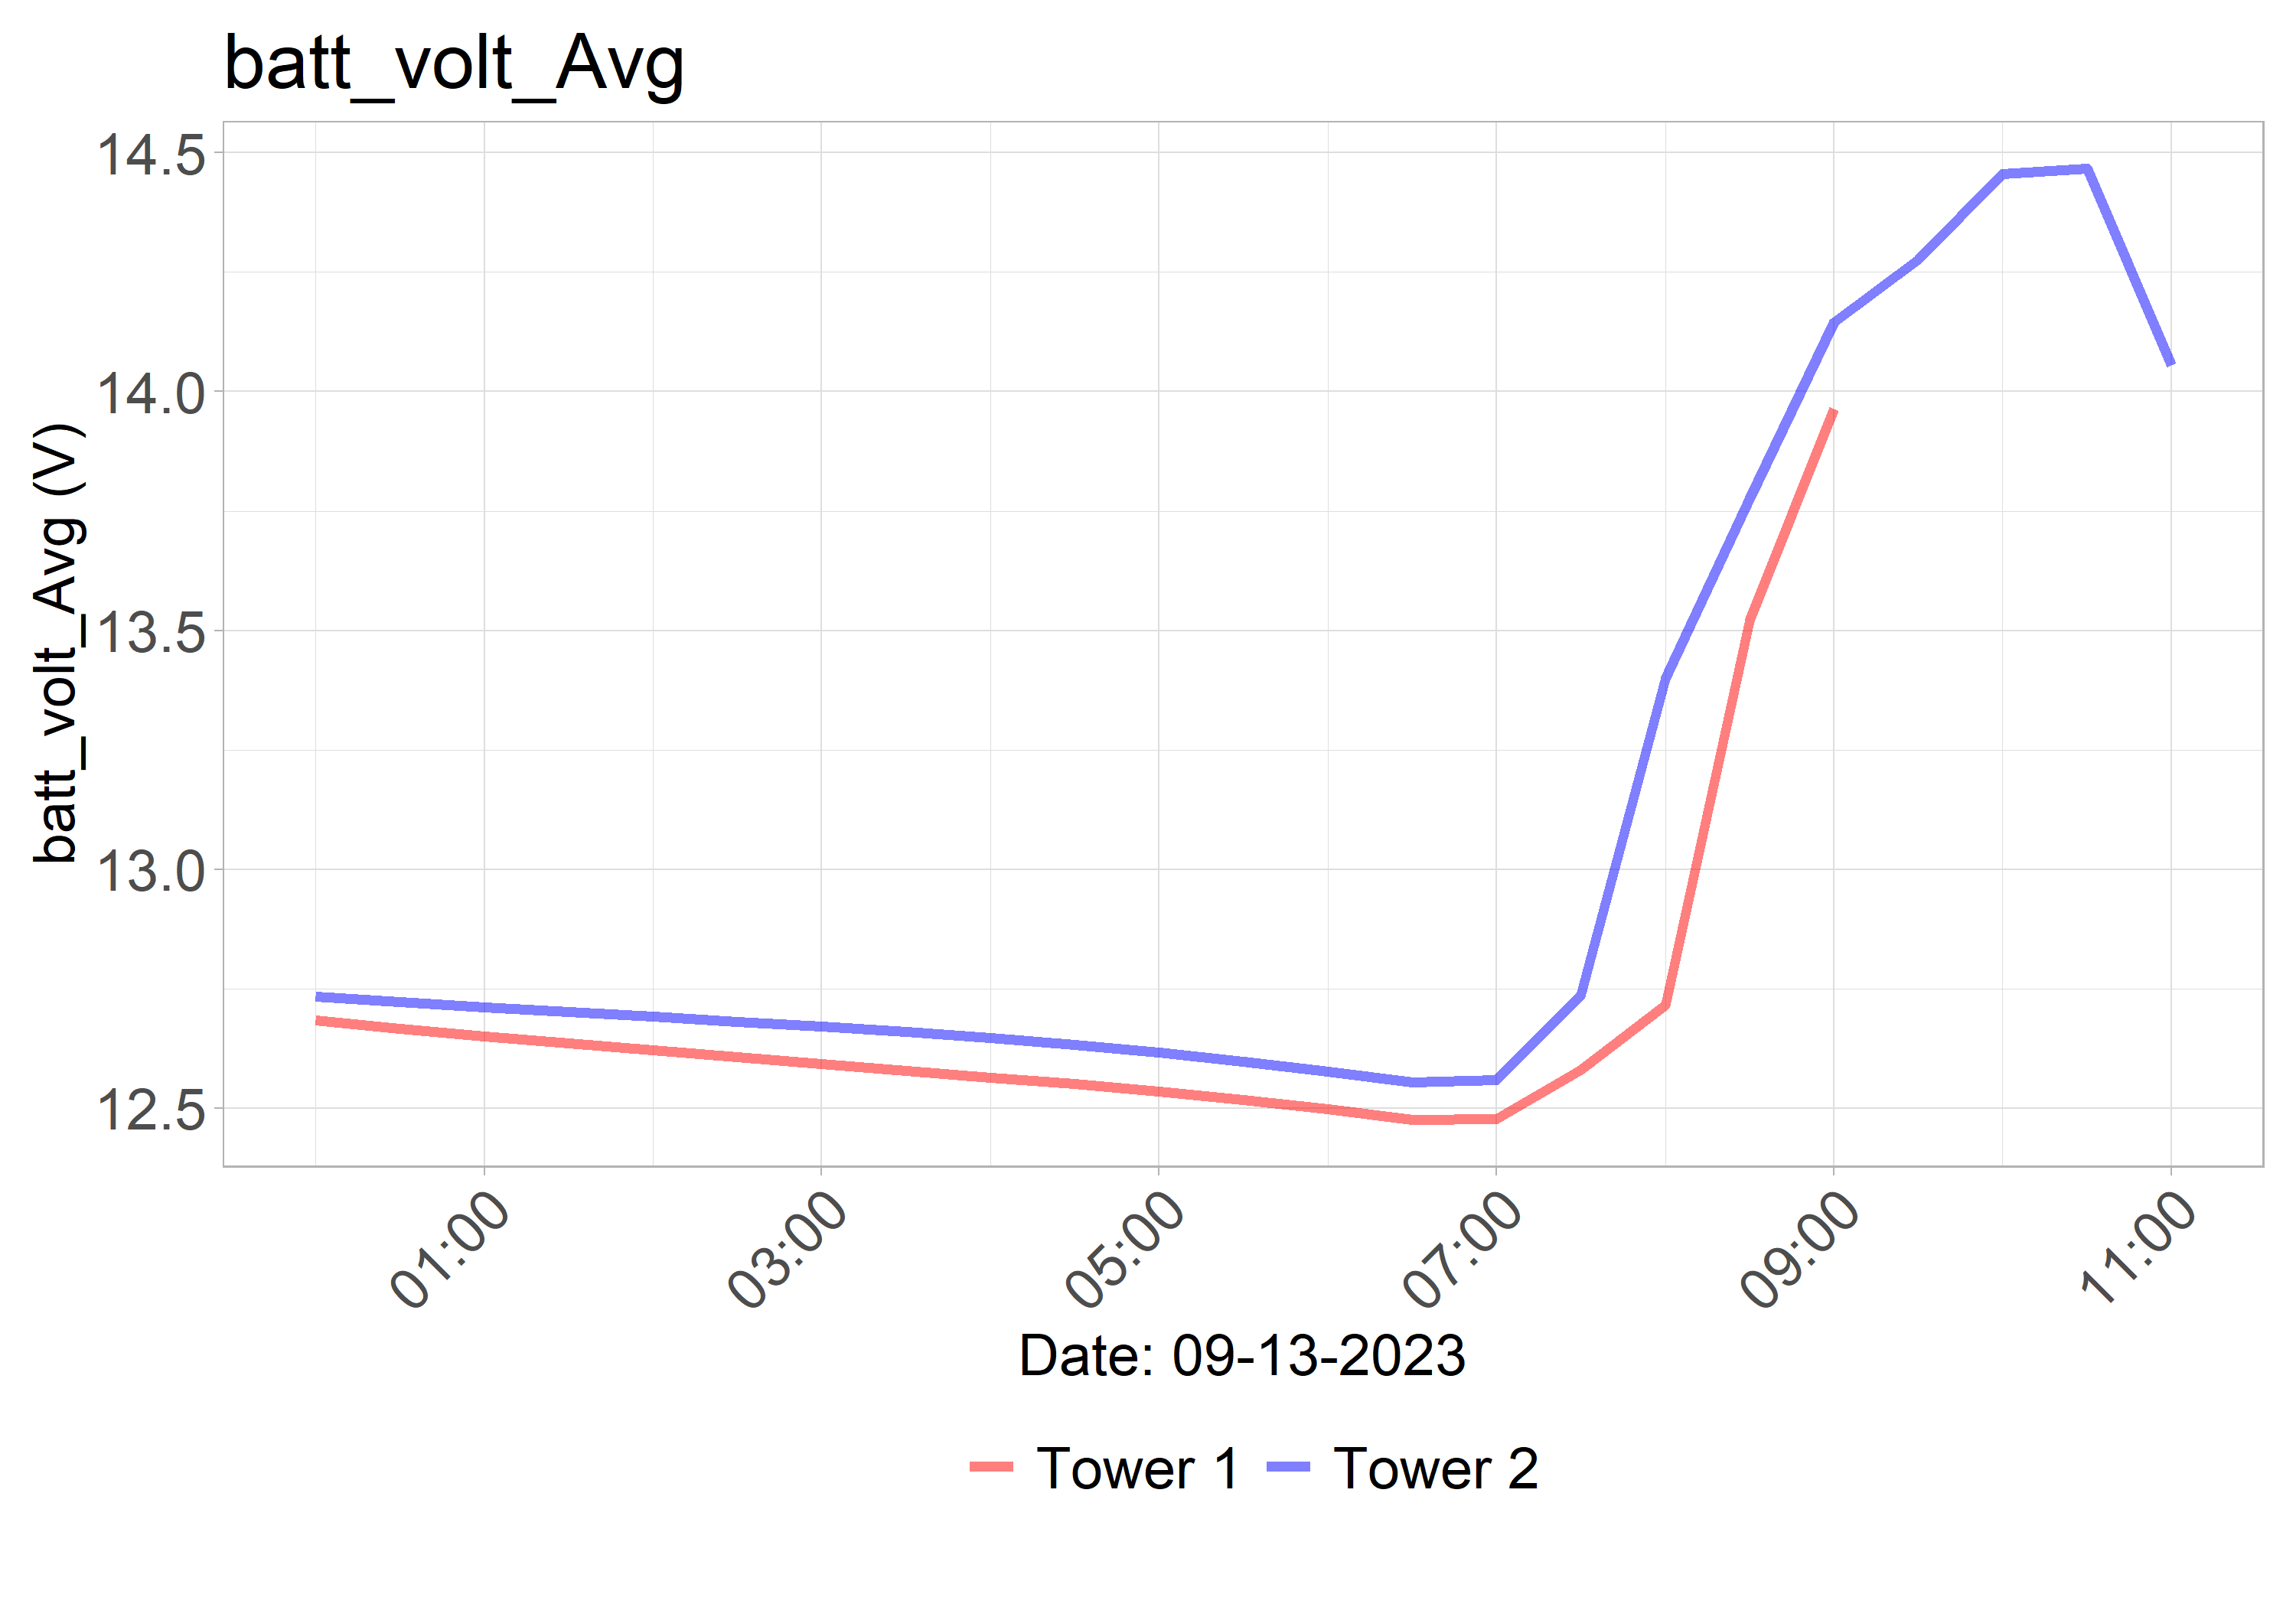 batt_volt_Avg
batt_volt_Avg (V)
14.5
14.0
13.5
13.0
12.5
01:00 03:00 05:00 07:00 09:00 11:00
Date: 09-13-2023
Tower 1 Tower 2